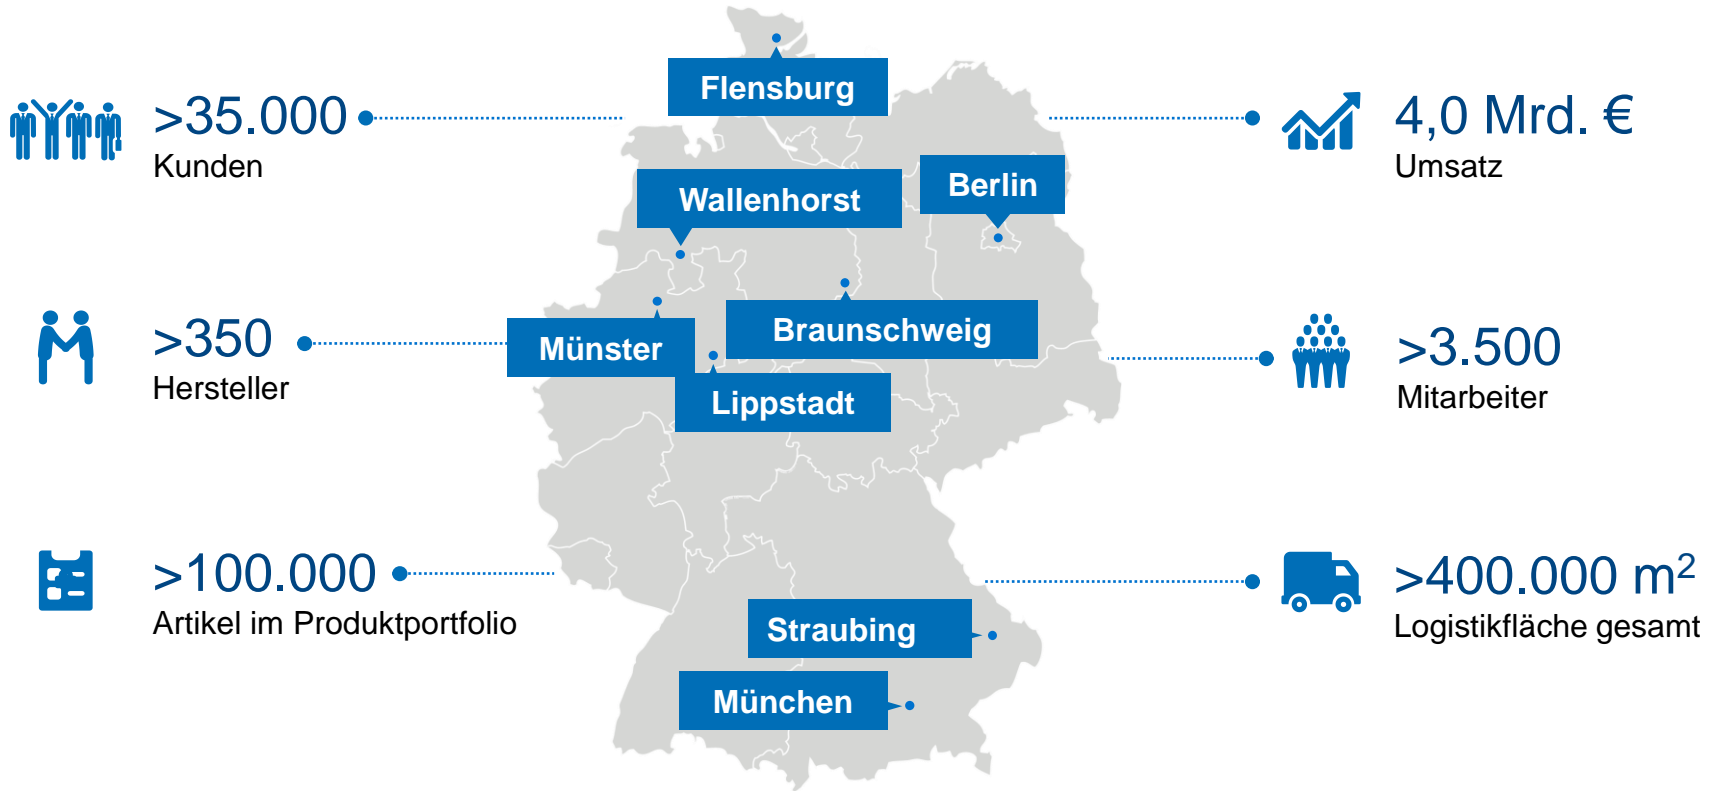 >35.000
Kunden
>350
Hersteller
>100.000
Artikel im Produktportfolio
Flensburg
Wallenhorst
Berlin
Braunschweig
Münster
Lippstadt
Straubing
München
4,0 Mrd. €
Umsatz
>3.500
Mitarbeiter
>400.000 m²
Logistikfläche gesamt